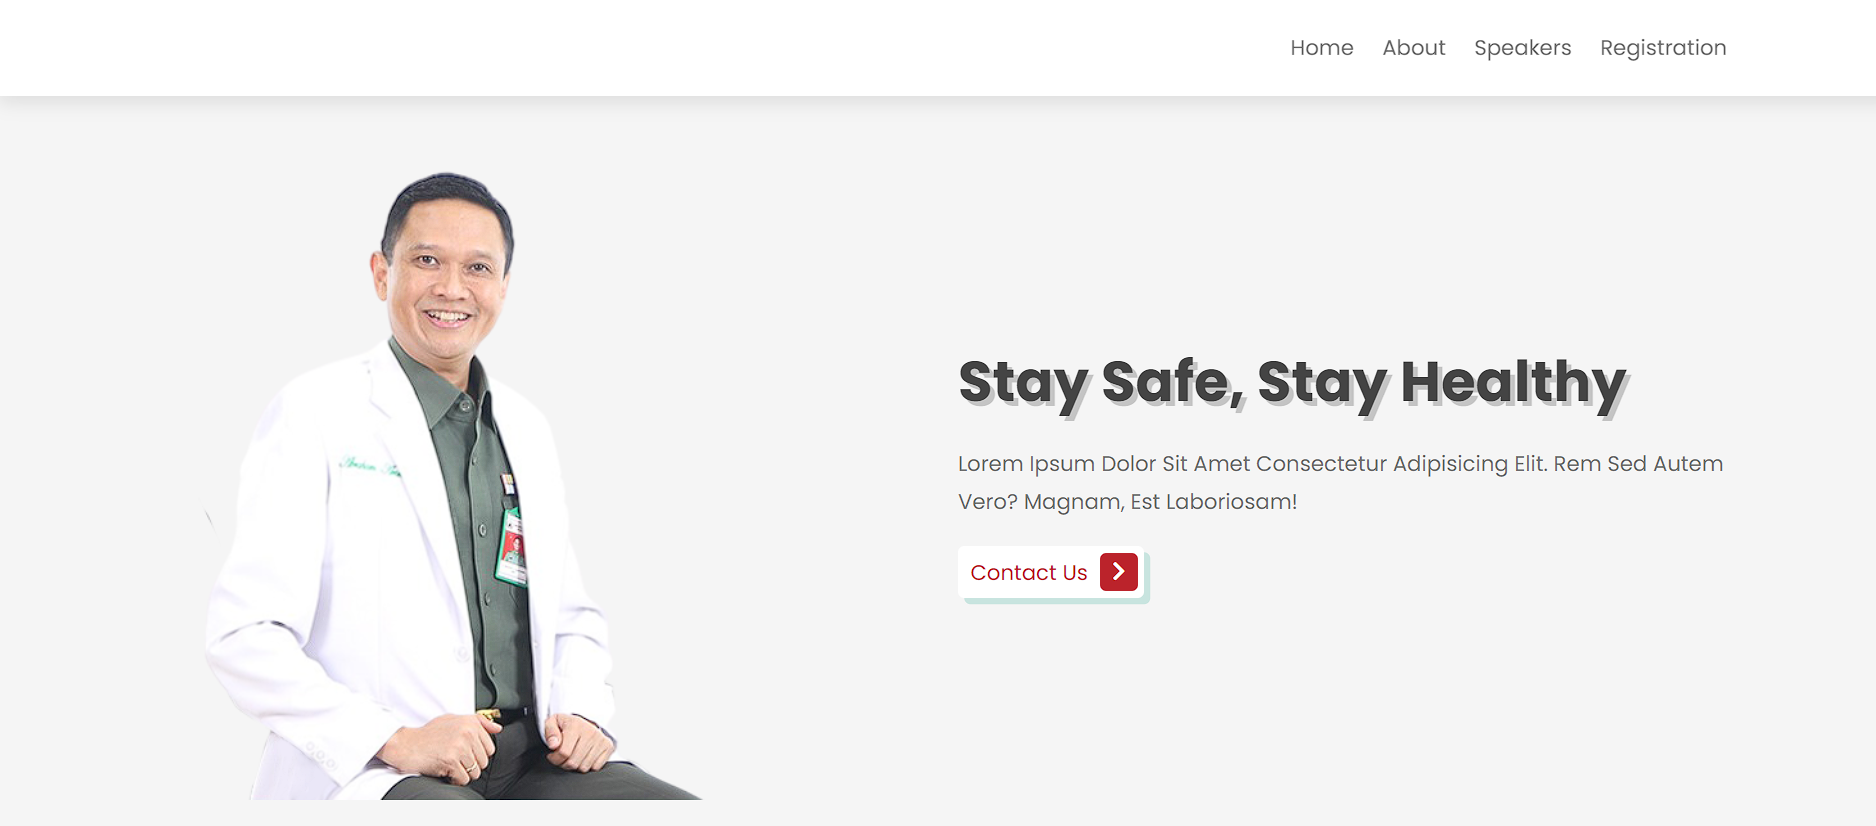 Home About Speakers Registration
Stay Safe, Stay Healthy
Lorem Ipsum Dolor Sit Amet Consectetur Adipisicing Elit. Rem Sed Autem
Vero? Magnam, Est Laboriosam!
Contact Us